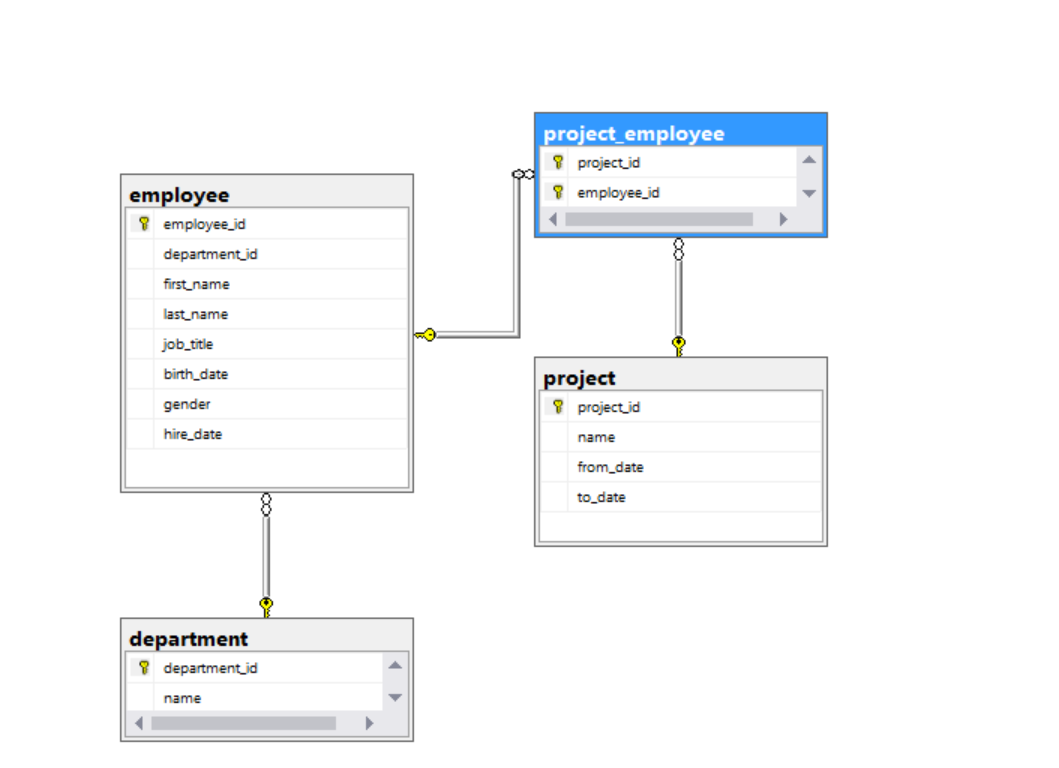 project_employee
project_id
employee_id
employee
employee_id
department_id
first_name
last_name
job_title
birth_date
gender
hire_date
project
project_id
name
from_date
to_date
department
department_id
name